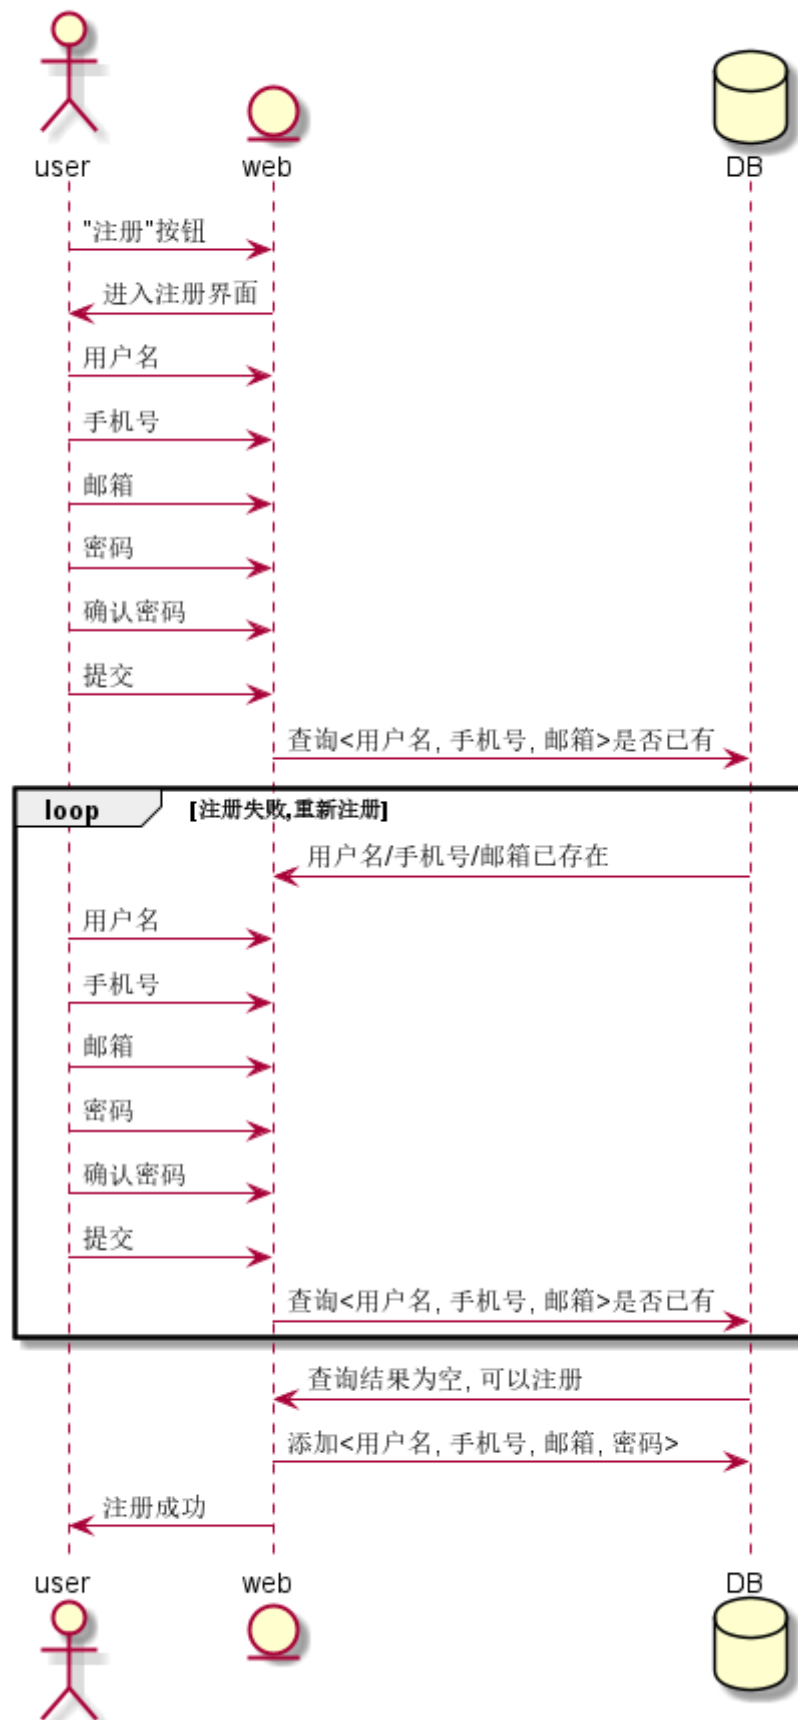 user
web
DB
"注册"按钮
进入注册界面
用户名
手机号
邮箱
密码
确认密码
提交
查询<用户名, 手机号, 邮箱>是否已有
loop [注册失败,重新注册]
用户名/手机号/邮箱已存在
用户名
手机号
邮箱
密码
确认密码
提交
查询<用户名, 手机号, 邮箱>是否已有
查询结果为空, 可以注册
添加<用户名, 手机号, 邮箱, 密码>
注册成功
user
web
DB